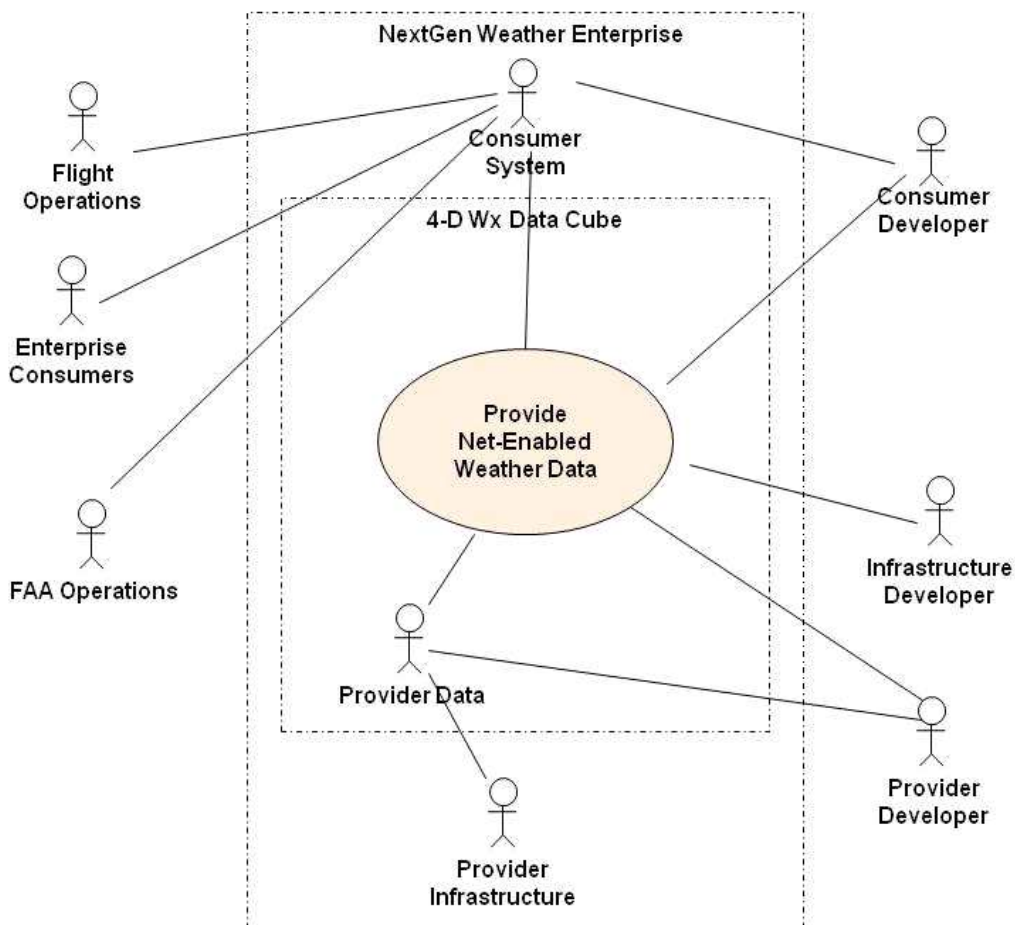 NextGen Weather Enterprise
Consumer
System
Flight
Operations
Consumer
Developer
4-D Wx Data Cube
Enterprise
Consumers
Provide
Net-Enabled
Weather Data
FAA Operations
Infrastructure
Developer
Provider Data
Provider
Developer
Provider
Infrastructure